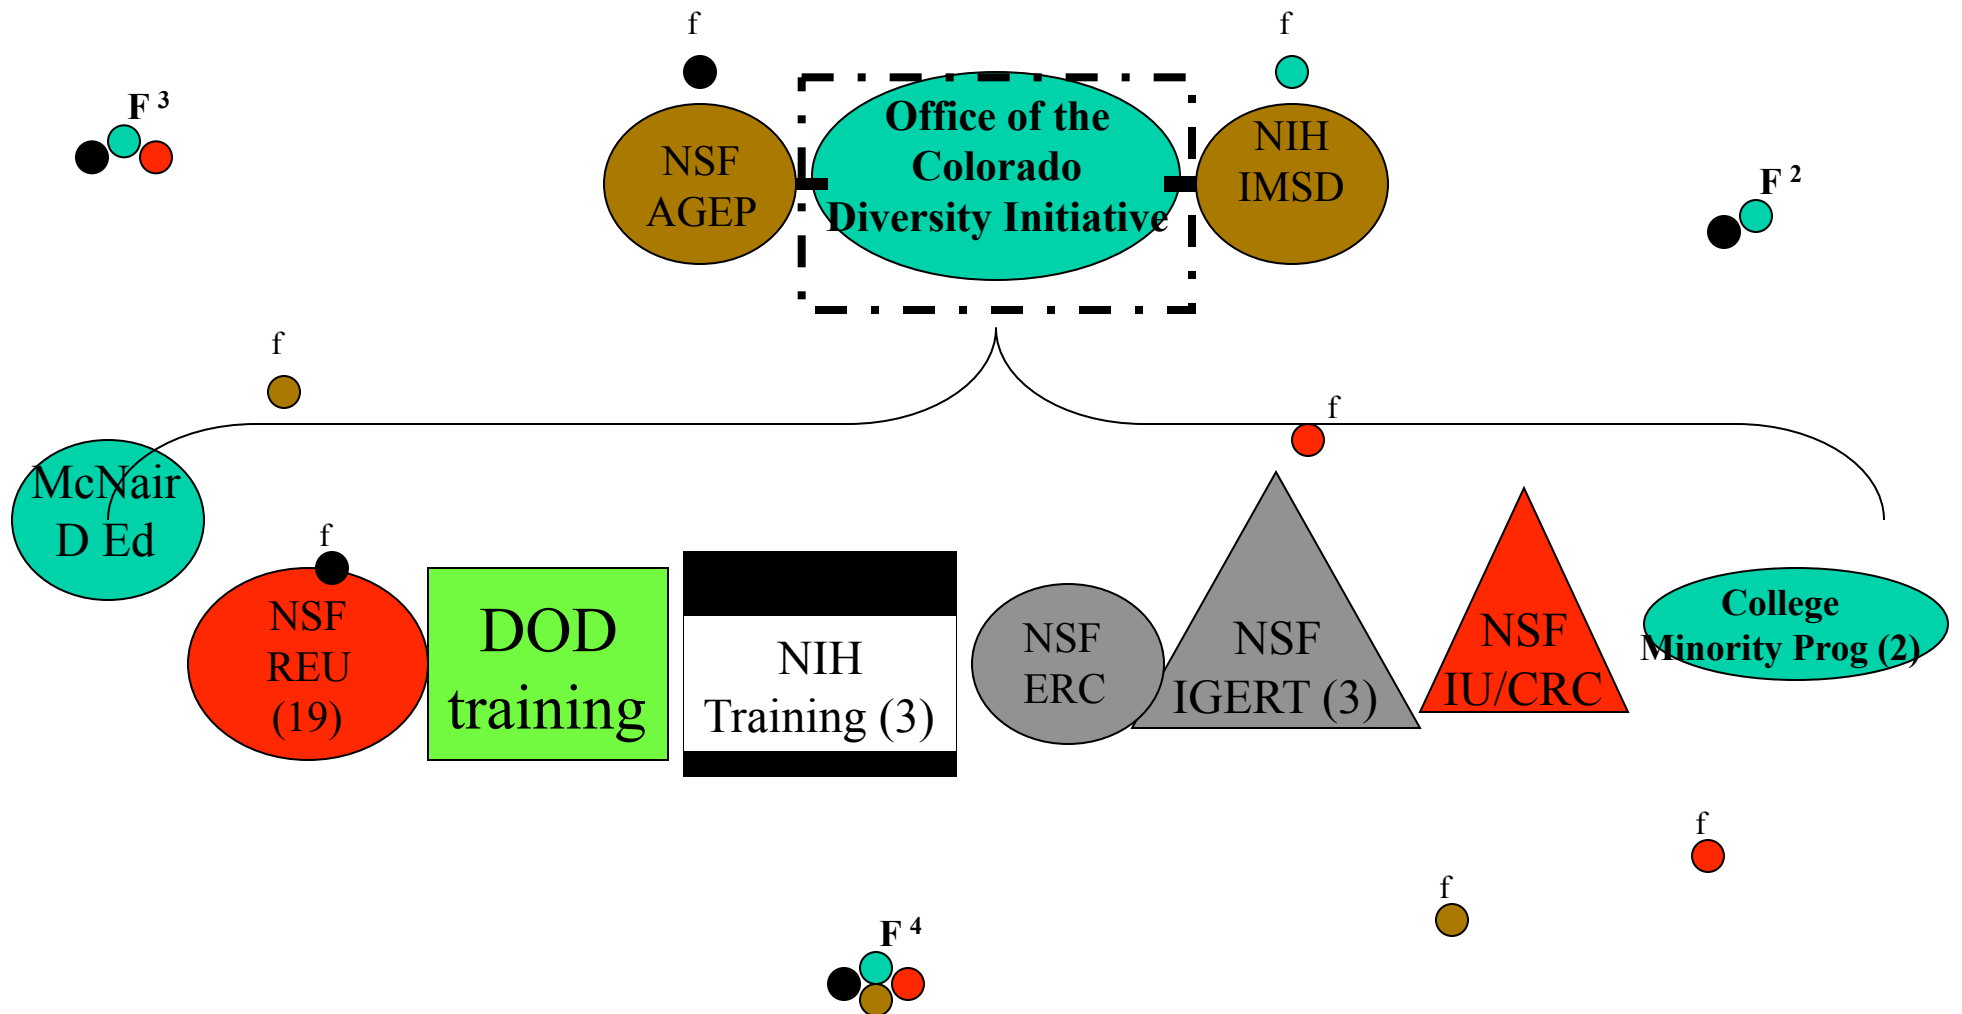 f
f
F 3
Office of the
Colorado
Diversity Initiative
NSF
AGEP
NIH
IMSD
F 2
f
f
McNair
D Ed
f
NSF
REU
(19)
DOD
training
NIH
Training (3)
NSF
ERC
NSF
IGERT (3)
NSF
IU/CRC
College
Minority Prog (2)
f
f
F 4